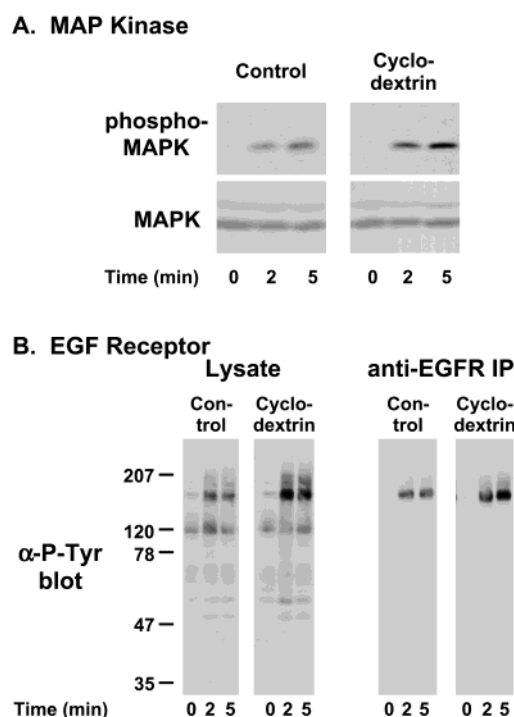 A. MAP Kinase
Control
Cyclo-
dextrin
phospho-
MAPK
MAPK
Time (min) 0 2 5 0 2 5
B. EGF Receptor
Lysate anti-EGFR IP
Con-
trol
Cyclo-
dextrin
Con-
trol
Cyclo-
dextrin
207
120
78
α-P-Tyr
blot
47
35
Time (min) 0 2 5 0 2 5 0 2 5 0 2 5